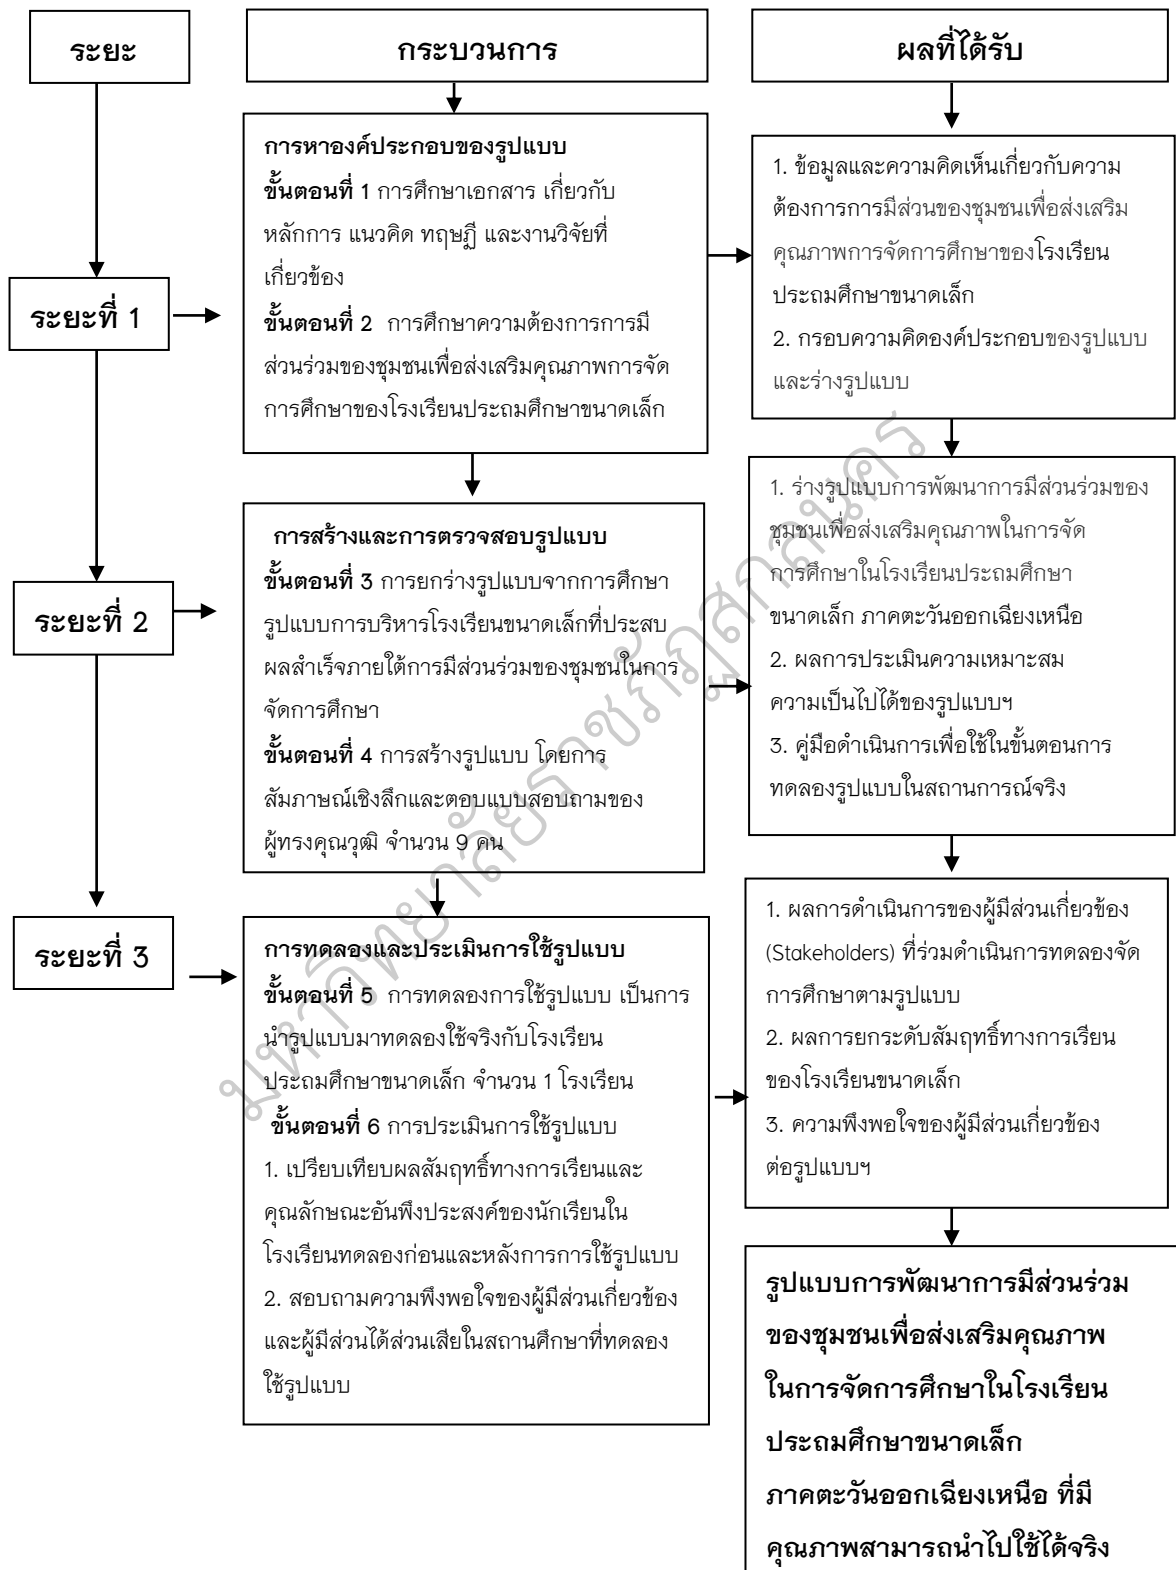 ระยะ
กระบวนการ
ผลที่ได้รับ
ระยะที่ 1
การหาองค์ประกอบของรูปแบบ
ขั้นตอนที่ 1 การศึกษาเอกสาร เกี่ยวกับ
หลักการ แนวคิด ทฤษฎี และงานวิจัยที่
เกี่ยวข้อง
ขั้นตอนที่ 2 การศึกษาความต้องการการมี
ส่วนร่วมของชุมชนเพื่อส่งเสริมคุณภาพการจัด
การศึกษาของโรงเรียนประถมศึกษาขนาดเล็ก
1. ข้อมูลและความคิดเห็นเกี่ยวกับความ
ต้องการการมีส่วนของชุมชนเพื่อส่งเสริม
คุณภาพการจัดการศึกษาของโรงเรียน
ประถมศึกษาขนาดเล็ก
2. กรอบความคิดองค์ประกอบของรูปแบบ
และร่างรูปแบบ
ระยะที่ 2
การสร้างและการตรวจสอบรูปแบบ
ขั้นตอนที่ 3 การยกร่างรูปแบบจากการศึกษา
รูปแบบการบริหารโรงเรียนขนาดเล็กที่ประสบ
ผลสำเร็จภายใต้การมีส่วนร่วมของชุมชนในการ
จัดการศึกษา
ขั้นตอนที่ 4 การสร้างรูปแบบ โดยการ
สัมภาษณ์เชิงลึกและตอบแบบสอบถามของ
ผู้ทรงคุณวุฒิ จำนวน 9 คน
1. ร่างรูปแบบการพัฒนาการมีส่วนร่วมของ
ชุมชนเพื่อส่งเสริมคุณภาพในการจัด
การศึกษาในโรงเรียนประถมศึกษา
ขนาดเล็ก ภาคตะวันออกเฉียงเหนือ
2. ผลการประเมินความเหมาะสม
ความเป็นไปได้ของรูปแบบฯ
3. คู่มือดำเนินการเพื่อใช้ในขั้นตอนการ
ทดลองรูปแบบในสถานการณ์จริง
ระยะที่ 3
การทดลองและประเมินการใช้รูปแบบ
ขั้นตอนที่ 5 การทดลองการใช้รูปแบบ เป็นการ
นำรูปแบบมาทดลองใช้จริงกับโรงเรียน
ประถมศึกษาขนาดเล็ก จำนวน 1 โรงเรียน
ขั้นตอนที่ 6 การประเมินการใช้รูปแบบ
1. เปรียบเทียบผลสัมฤทธิ์ทางการเรียนและ
คุณลักษณะอันพึงประสงค์ของนักเรียนใน
โรงเรียนทดลองก่อนและหลังการการใช้รูปแบบ
2. สอบถามความพึงพอใจของผู้มีส่วนเกี่ยวข้อง
และผู้มีส่วนได้ส่วนเสียในสถานศึกษาที่ทดลอง
ใช้รูปแบบ
1. ผลการดำเนินการของผู้มีส่วนเกี่ยวข้อง
(Stakeholders) ที่ร่วมดำเนินการทดลองจัด
การศึกษาตามรูปแบบ
2. ผลการยกระดับสัมฤทธิ์ทางการเรียน
ของโรงเรียนขนาดเล็ก
3. ความพึงพอใจของผู้มีส่วนเกี่ยวข้อง
ต่อรูปแบบฯ
รูปแบบการพัฒนาการมีส่วนร่วม
ของชุมชนเพื่อส่งเสริมคุณภาพ
ในการจัดการศึกษาในโรงเรียน
ประถมศึกษาขนาดเล็ก
ภาคตะวันออกเฉียงเหนือ ที่มี
คุณภาพสามารถนำไปใช้ได้จริง
มหาวิทยาลัยราชภัฏสกลนคร